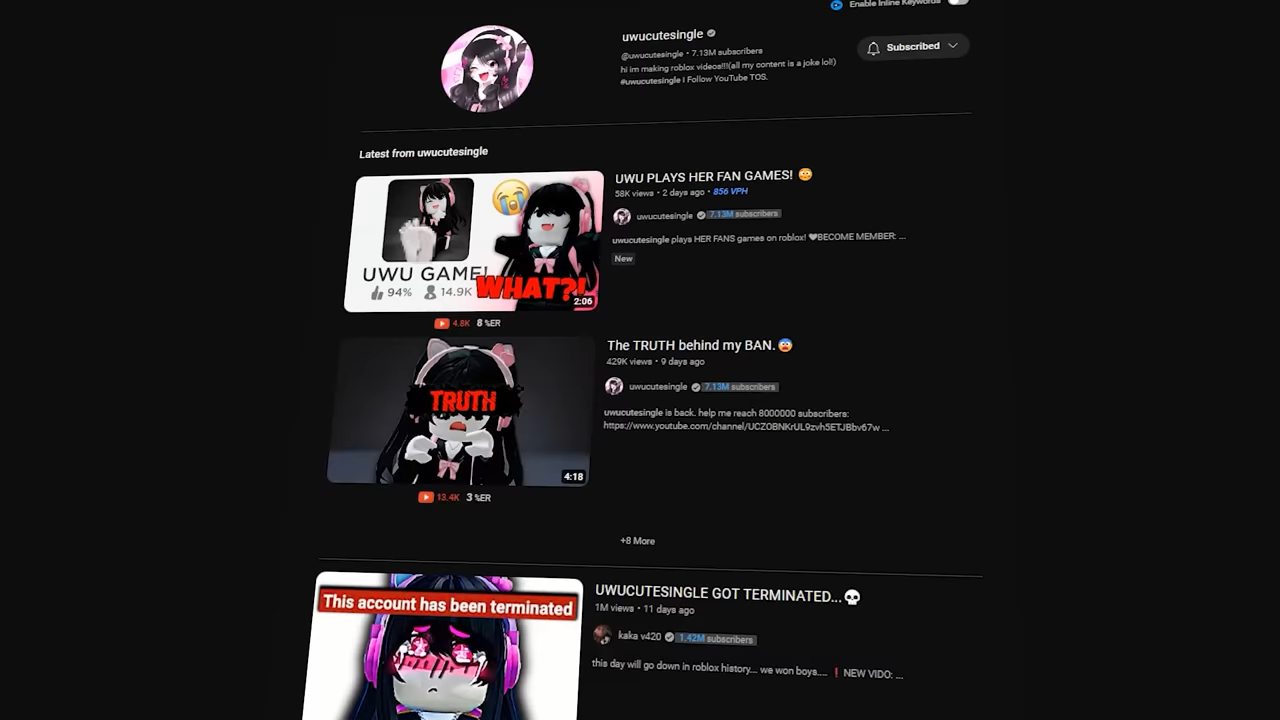 Enable Inline Keywords
uwucutesingle
@uwucutesingle • 7.13M subscribers
hi im making roblox videos!!!(all my content is a joke lol!)
#uwucutesingle I Follow YouTube TOS.
Subscribed
Latest from uwucutesingle
UWU GAME!
94% 14.9K
WHAT?!
2:06
4.8K 8 %ER
UWU PLAYS HER FAN GAMES! 😳
58K views • 2 days ago • 856 VPH
uwucutesingle 7.13M subscribers
uwucutesingle plays HER FANS games on roblox! 🖤BECOME MEMBER: ...
New
TRUTH
4:18
13.4K 3 %ER
The TRUTH behind my BAN.😨
429K views • 9 days ago
uwucutesingle 7.13M subscribers
uwucutesingle is back. help me reach 8000000 subscribers:
+8 More
This account has been terminated
UWUCUTESINGLE GOT TERMINATED...💀
1M views • 11 days ago
kaka v420 1.42M subscribers
this day will go down in roblox history... we won boys.... ❗ NEW VIDO: ...